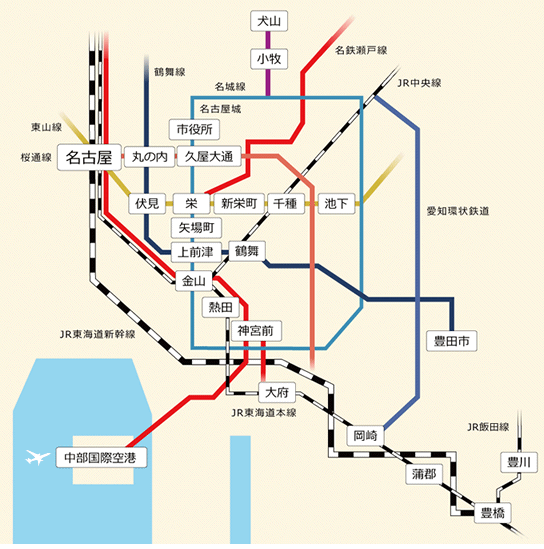 犬山
名鉄瀬戸線
小牧
鶴舞線
JR中央線
名城線
名古屋城
東山線
市役所
桜通線
名古屋
丸の内
久屋大通
伏見
栄
新栄町
千種
池下
愛知環状鉄道
矢場町
上前津
鶴舞
金山
熱田
神宮前
JR東海道新幹線
豊田市
大府
JR東海道本線
岡崎
JR飯田線
中部国際空港
蒲郡
豊川
豊橋